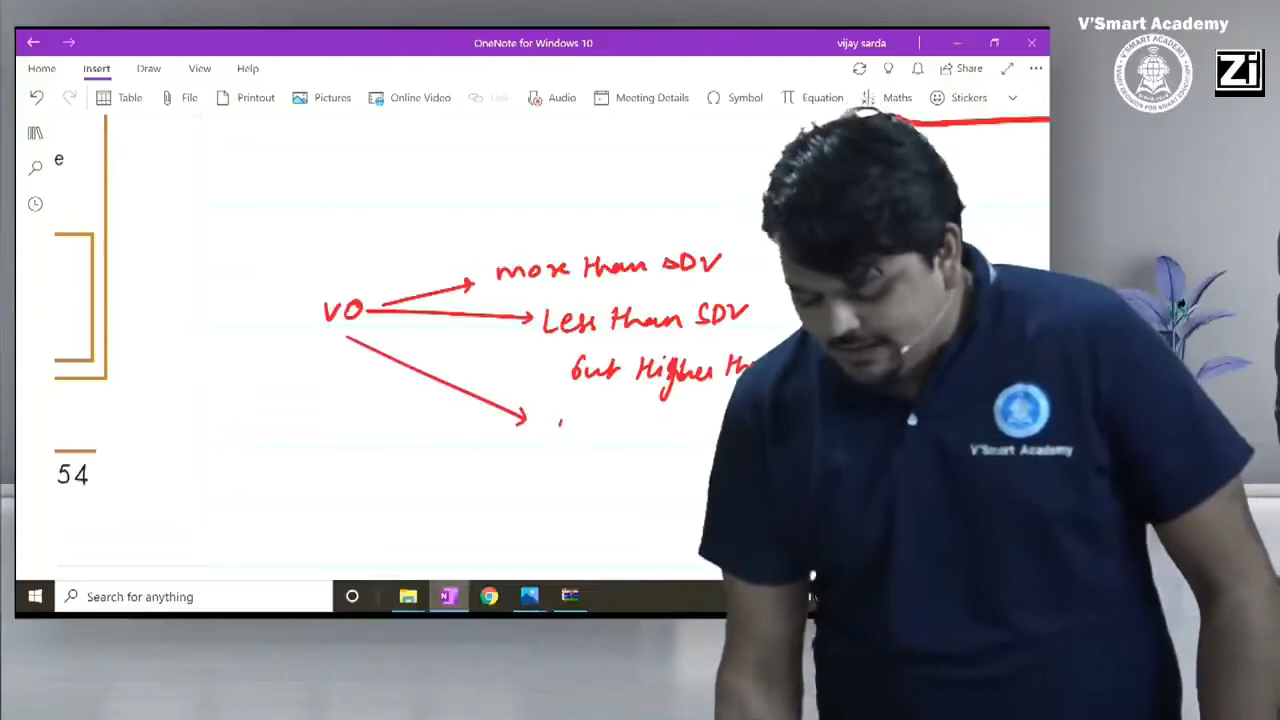 V'Smart Academy
OneNote for Windows 10
vijay sarda
Home Insert Draw View Help
Share
Table File Printout Pictures Online Video Link Audio Meeting Details Symbol Equation Maths Stickers
e
more than SDV
VO
Less than SDV
but Higher
54
Zi
V'Smart Academy
Search for anything